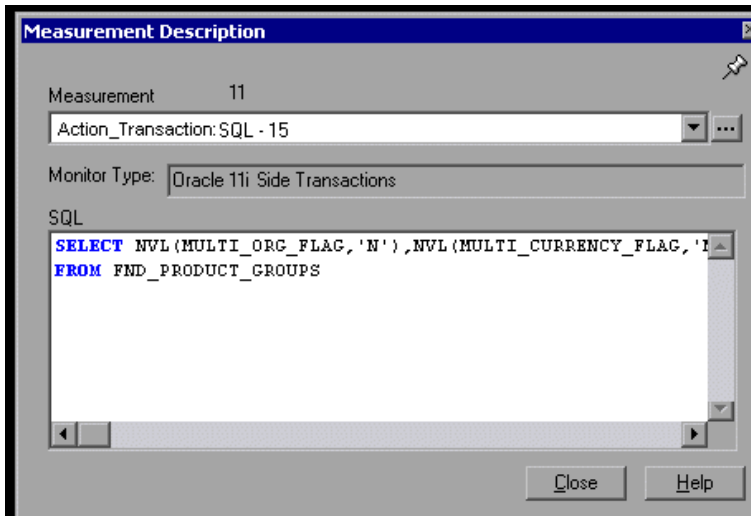 Measurement Description
Measurement 11
Action_Transaction:SQL - 15
...
Monitor Type: Oracle 11i Side Transactions
SQL
SELECT NVL(MULTI_ORG_FLAG,'N'),NVL(MULTI_CURRENCY_FLAG,'
FROM FND_PRODUCT_GROUPS
Close Help